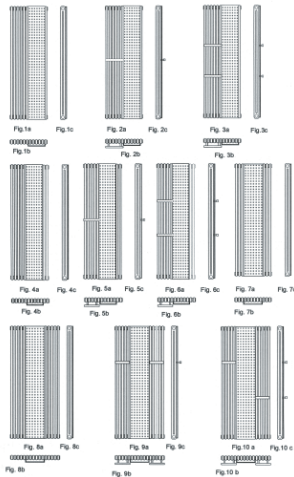 Fig.1a
Fig.1c
Fig.2a
Fig. 2c
Fig. 3a
Fig.3c
Fig.1b
Fig. 2b
Fig. 3b
Fig. 4a
Fig. 4c
Fig. 5a
Fig. 5c
Fig. 6a
Fig. 6c
Fig. 7a
Fig. 7
Fig. 4b
Fig. 5b
Fig. 6b
Fig. 7b
Fig. 8a
Fig. 8c
Fig. 9a
Fig. 9c
Fig.10 a
Fig.10 c
Fig. 8b
Fig. 9b
Fig.10 b